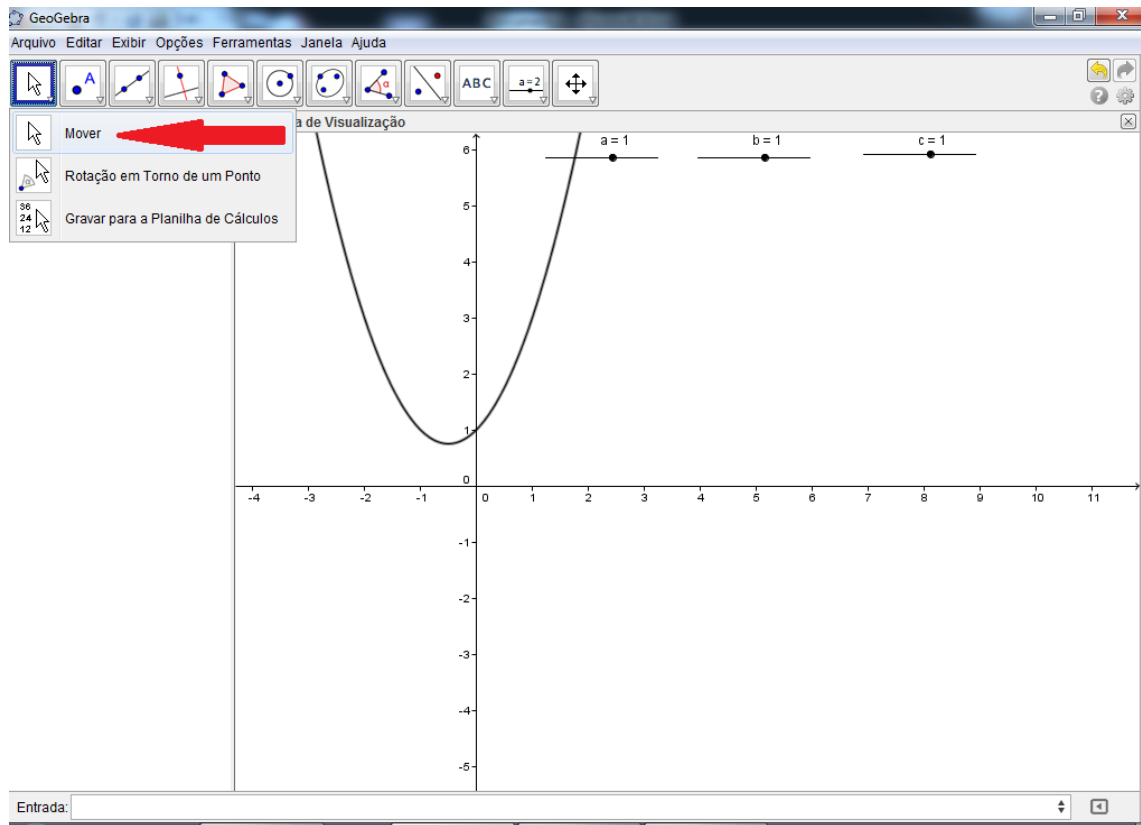 GeoGebra
Arquivo Editar Exibir Opções Ferramentas Janela Ajuda
A
α
ABC
a=2
Mover
a de Visualização
Rotação em Torno de um Ponto
36
24
12
Gravar para a Planilha de Cálculos
a = 1
b = 1
c = 1
6
5
4
3
2
1
0
-4 -3 -2 -1 0 1 2 3 4 5 6 7 8 9 10 11
-1
-2
-3
-4
-5
Entrada: